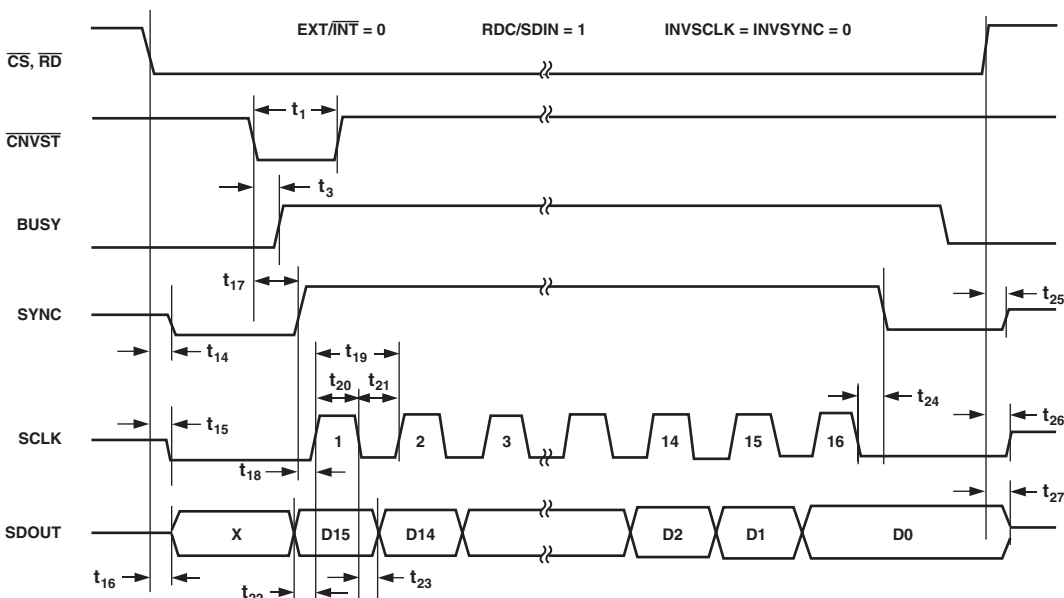 EXT/INT = 0 RDC/SDIN = 1 INVSCLK = INVSYNC = 0
CS, RD
t1
CNVST
t3
BUSY
t17
SYNC
t25
t14
t19
t20 t21
t24
t26
t15
SCLK
1 2 3 14 15 16
t18
t27
SDOUT
X D15 D14 D2 D1 D0
t16
t23
t22